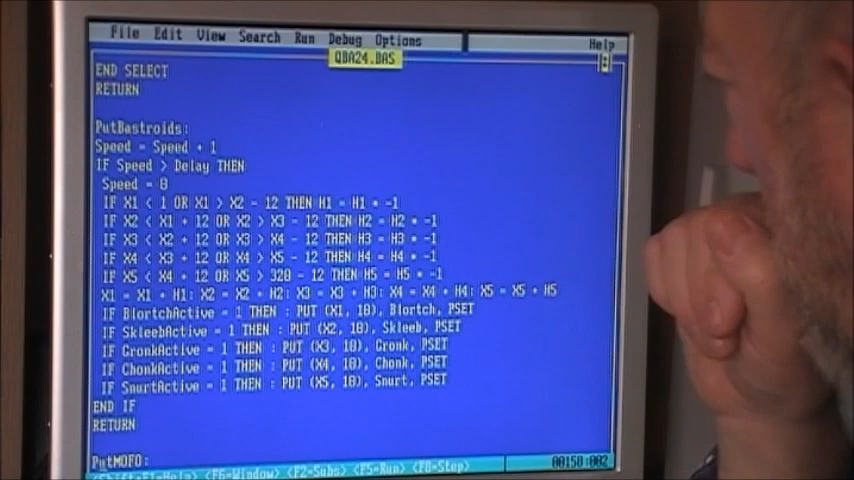 File Edit View Search Run Debug Options Help
QBA24.BAS
END SELECT
RETURN
PutBastroids:
Speed = Speed + 1
IF Speed > Delay THEN
Speed = 0
IF X1 < 1 OR X1 > X2 - 12 THEN H1 = H1 * -1
IF X2 < X1 + 12 OR X2 > X3 - 12 THEN H2 = H2 * -1
IF X3 < X2 + 12 OR X3 > X4 - 12 THEN H3 = H3 * -1
IF X4 < X3 + 12 OR X4 > X5 - 12 THEN H4 = H4 * -1
IF X5 < X4 + 12 OR X5 > 320 - 12 THEN H5 = H5 * -1
X1 = X1 + H1: X2 = X2 + H2: X3 = X3 + H3: X4 = X4 + H4: X5 = X5 + H5
IF BlortchActive = 1 THEN : PUT (X1, 10), Blortch, PSET
IF SkleebActive = 1 THEN : PUT (X2, 10), Skleeb, PSET
IF GronkActive = 1 THEN : PUT (X3, 10), Gronk, PSET
IF ChonkActive = 1 THEN : PUT (X4, 10), Chonk, PSET
IF SnurtActive = 1 THEN : PUT (X5, 10), Snurt, PSET
END IF
RETURN
PutMOFO:
<Shift+F1=Help> <F6=Window> <F2=Subs> <F5=Run> <F8=Step> 00150:002